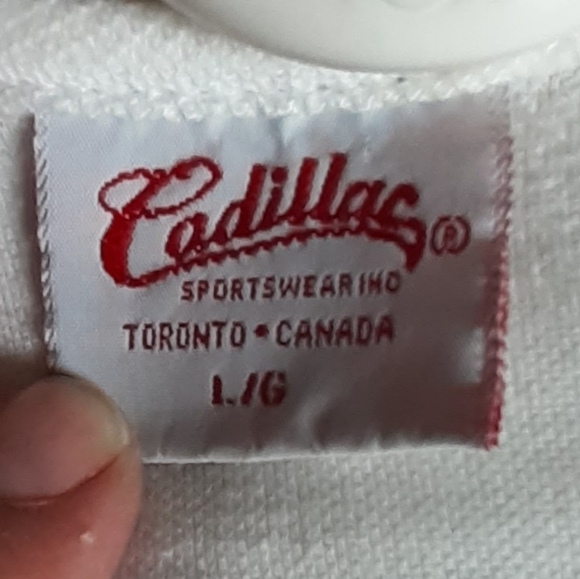 Cadillac®
SPORTSWEAR INC
TORONTO • CANADA
L/G